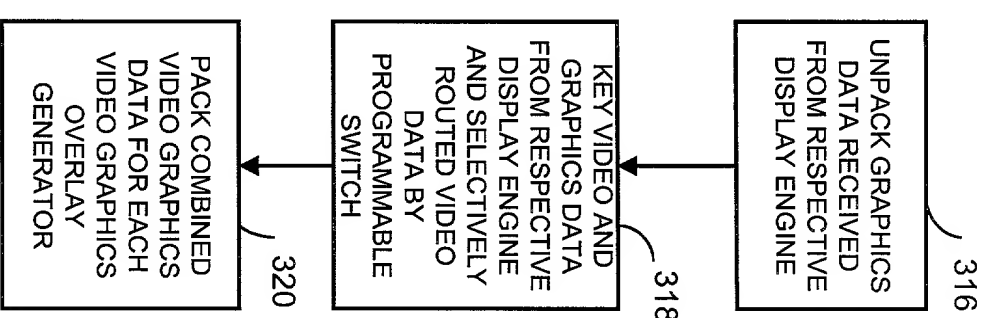 316
UNPACK GRAPHICS
DATA RECEIVED
FROM RESPECTIVE
DISPLAY ENGINE
318
KEY VIDEO AND
GRAPHICS DATA
FROM RESPECTIVE
DISPLAY ENGINE
AND SELECTIVELY
ROUTED VIDEO
DATA BY
PROGRAMMABLE
SWITCH
320
PACK COMBINED
VIDEO GRAPHICS
DATA FOR EACH
VIDEO GRAPHICS
OVERLAY
GENERATOR